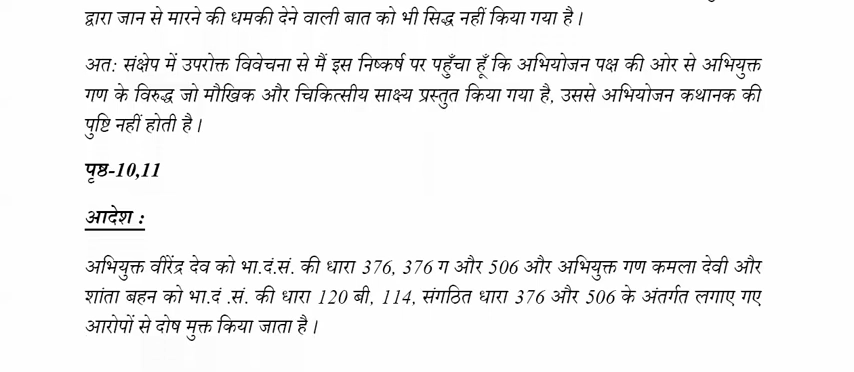 द्वारा जान से मारने की धमकी देने वाली बात को भी सिद्ध नहीं किया गया है।
अत: संक्षेप में उपरोक्त विवेचना से मैं इस निष्कर्ष पर पहुँचा हूँ कि अभियोजन पक्ष की ओर से अभियुक्त
गण के विरुद्ध जो मौखिक और चिकित्सीय साक्ष्य प्रस्तुत किया गया है, उससे अभियोजन कथानक की
पुष्टि नहीं होती है।
पृष्ठ-10,11
आदेश :
अभियुक्त वीरेंद्र देव को भा.दं.सं. की धारा 376, 376 ग और 506 और अभियुक्त गण कमला देवी और
शांता बहन को भा.दं .सं. की धारा 120 बी, 114, संगठित धारा 376 और 506 के अंतर्गत लगाए गए
आरोपों से दोष मुक्त किया जाता है।